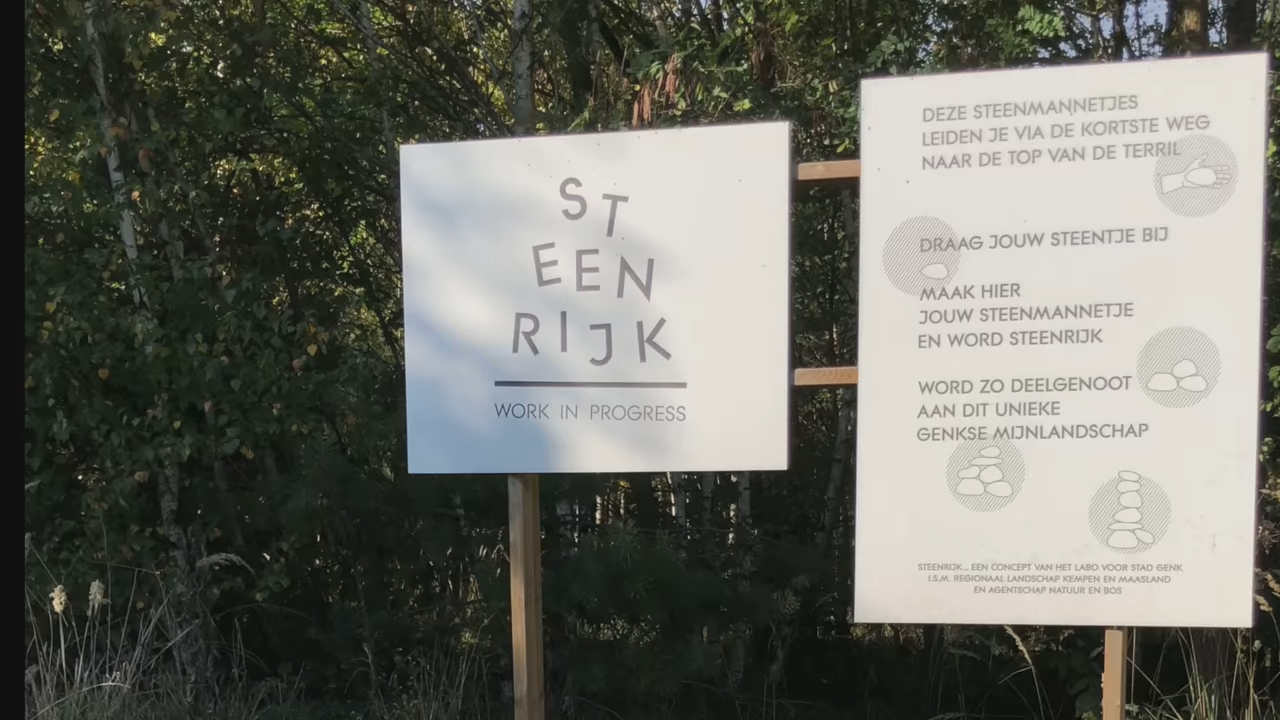 ST
EEN
RIJK
WORK IN PROGRESS
DEZE STEENMANNETJES
LEIDEN JE VIA DE KORTSTE WEG
NAAR DE TOP VAN DE TERRIL
DRAAG JOUW STEENTJE BIJ
MAAK HIER
JOUW STEENMANNETJE
EN WORD STEENRIJK
WORD ZO DEELGENOOT
AAN DIT UNIEKE
GENKSE MIJNLANDSCHAP
STEENRIJK... EEN CONCEPT VAN HET LABO VOOR STAD GENK
I.S.M. REGIONAAL LANDSCHAP KEMPEN EN MAASLAND
EN AGENTSCHAP NATUUR EN BOS